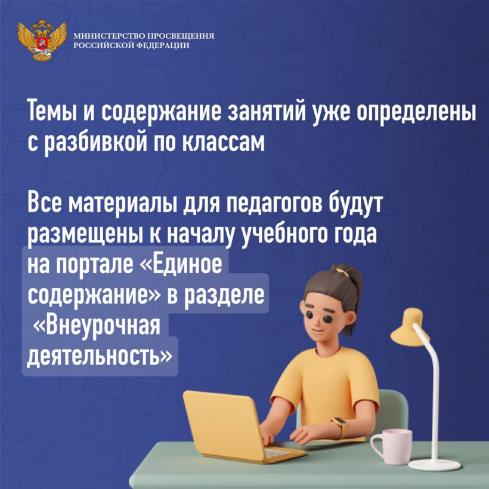 МИНИСТЕРСТВО ПРОСВЕЩЕНИЯ
РОССИЙСКОЙ ФЕДЕРАЦИИ
Темы и содержание занятий уже определены
с разбивкой по классам
Все материалы для педагогов будут
размещены к началу учебного года
на портале «Единое
содержание» в разделе
«Внеурочная
деятельность»